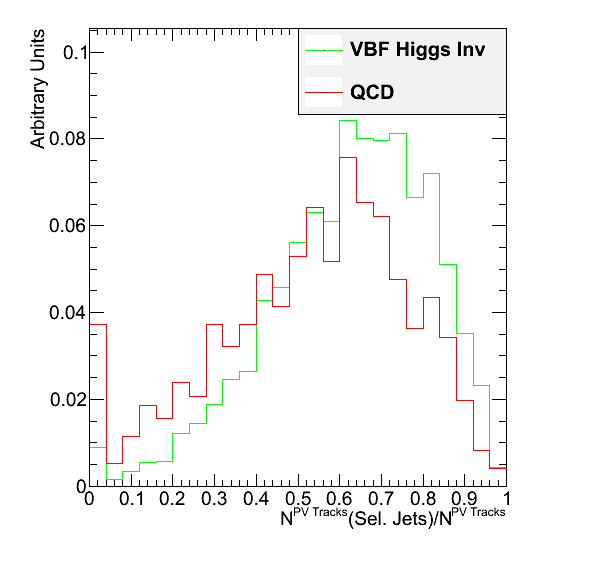 Arbitrary Units
0.1
0.08
0.06
0.04
0.02
0
VBF Higgs Inv
QCD
0 0.1 0.2 0.3 0.4 0.5 0.6 0.7 0.8 0.9 1
N^PV Tracks(Sel. Jets)/N^PV Tracks